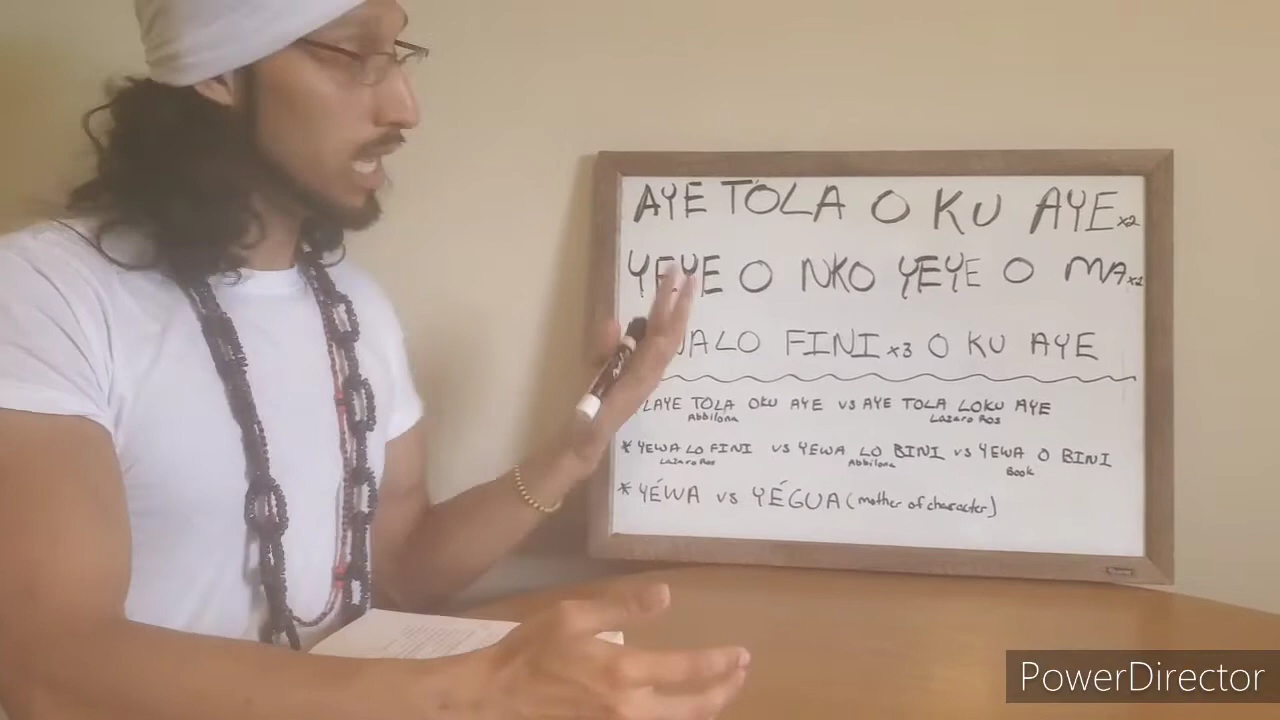 AYE TOLA O KU AYE x2
YEYE O NKO YEYE O MA x2
WALO FINI x3 O KU AYE
LAYE TOLA OKU AYE VS AYE TOLA LOKU AYE
Abbilona Lazaro Ros
* YEWA LO FINI VS YEWA LO BINI VS YEWA O BINI
Lazaro Ros Abbilona Book
* YÉWA VS YÉGUA (mother of character)
PowerDirector